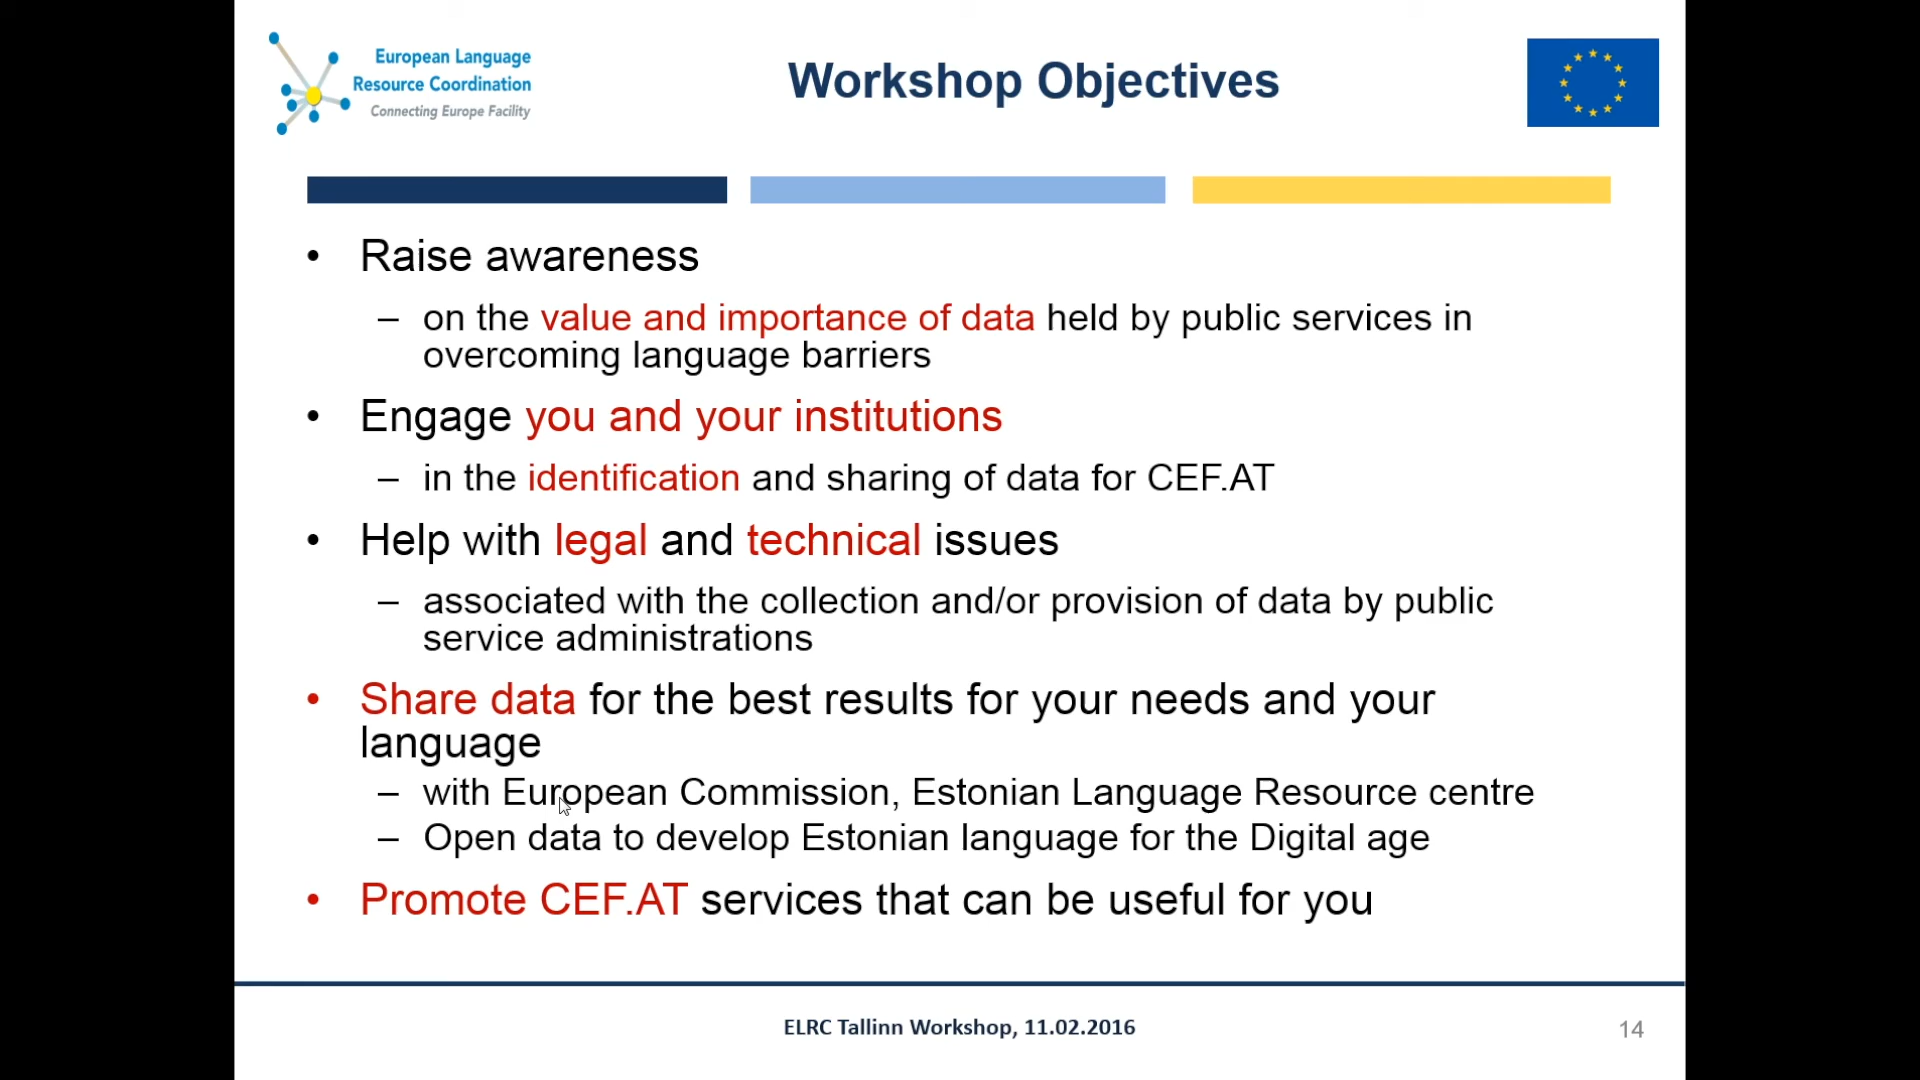 European Language
Resource Coordination
Connecting Europe Facility
Workshop Objectives
• Raise awareness
– on the value and importance of data held by public services in
overcoming language barriers
• Engage you and your institutions
– in the identification and sharing of data for CEF.AT
• Help with legal and technical issues
– associated with the collection and/or provision of data by public
service administrations
• Share data for the best results for your needs and your
language
– with European Commission, Estonian Language Resource centre
– Open data to develop Estonian language for the Digital age
• Promote CEF.AT services that can be useful for you
ELRC Tallinn Workshop, 11.02.2016
14